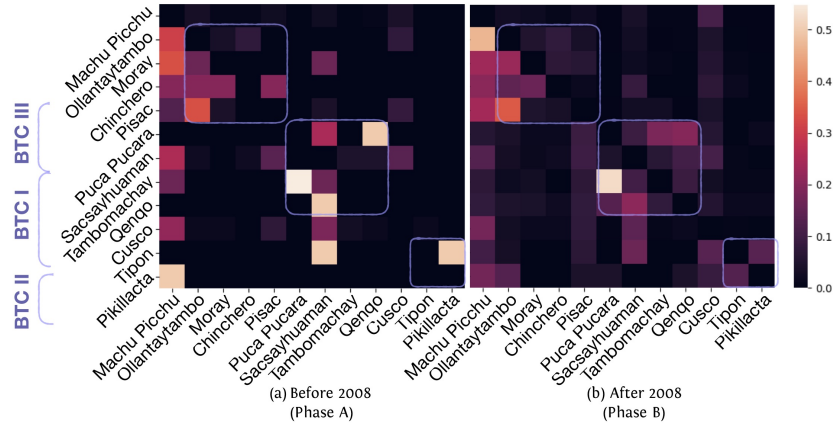 Machu Picchu
Ollantaytambo
Moray
Chinchero
Pisac
Puca Pucara
Sacsayhuaman
Tambomachay
Qenqo
Cusco
Tipon
Pikillacta
BTC III
BTC I
BTC II
Machu Picchu
Ollantaytambo
Moray
Chinchero
Pisac
Puca Pucara
Sacsayhuaman
Tambomachay
Qenqo
Cusco
Tipon
Pikillacta
(a) Before 2008
(Phase A)
Machu Picchu
Ollantaytambo
Moray
Chinchero
Pisac
Puca Pucara
Sacsayhuaman
Tambomachay
Qenqo
Cusco
Tipon
Pikillacta
(b) After 2008
(Phase B)
0.5
0.4
0.3
0.2
0.1
0.0